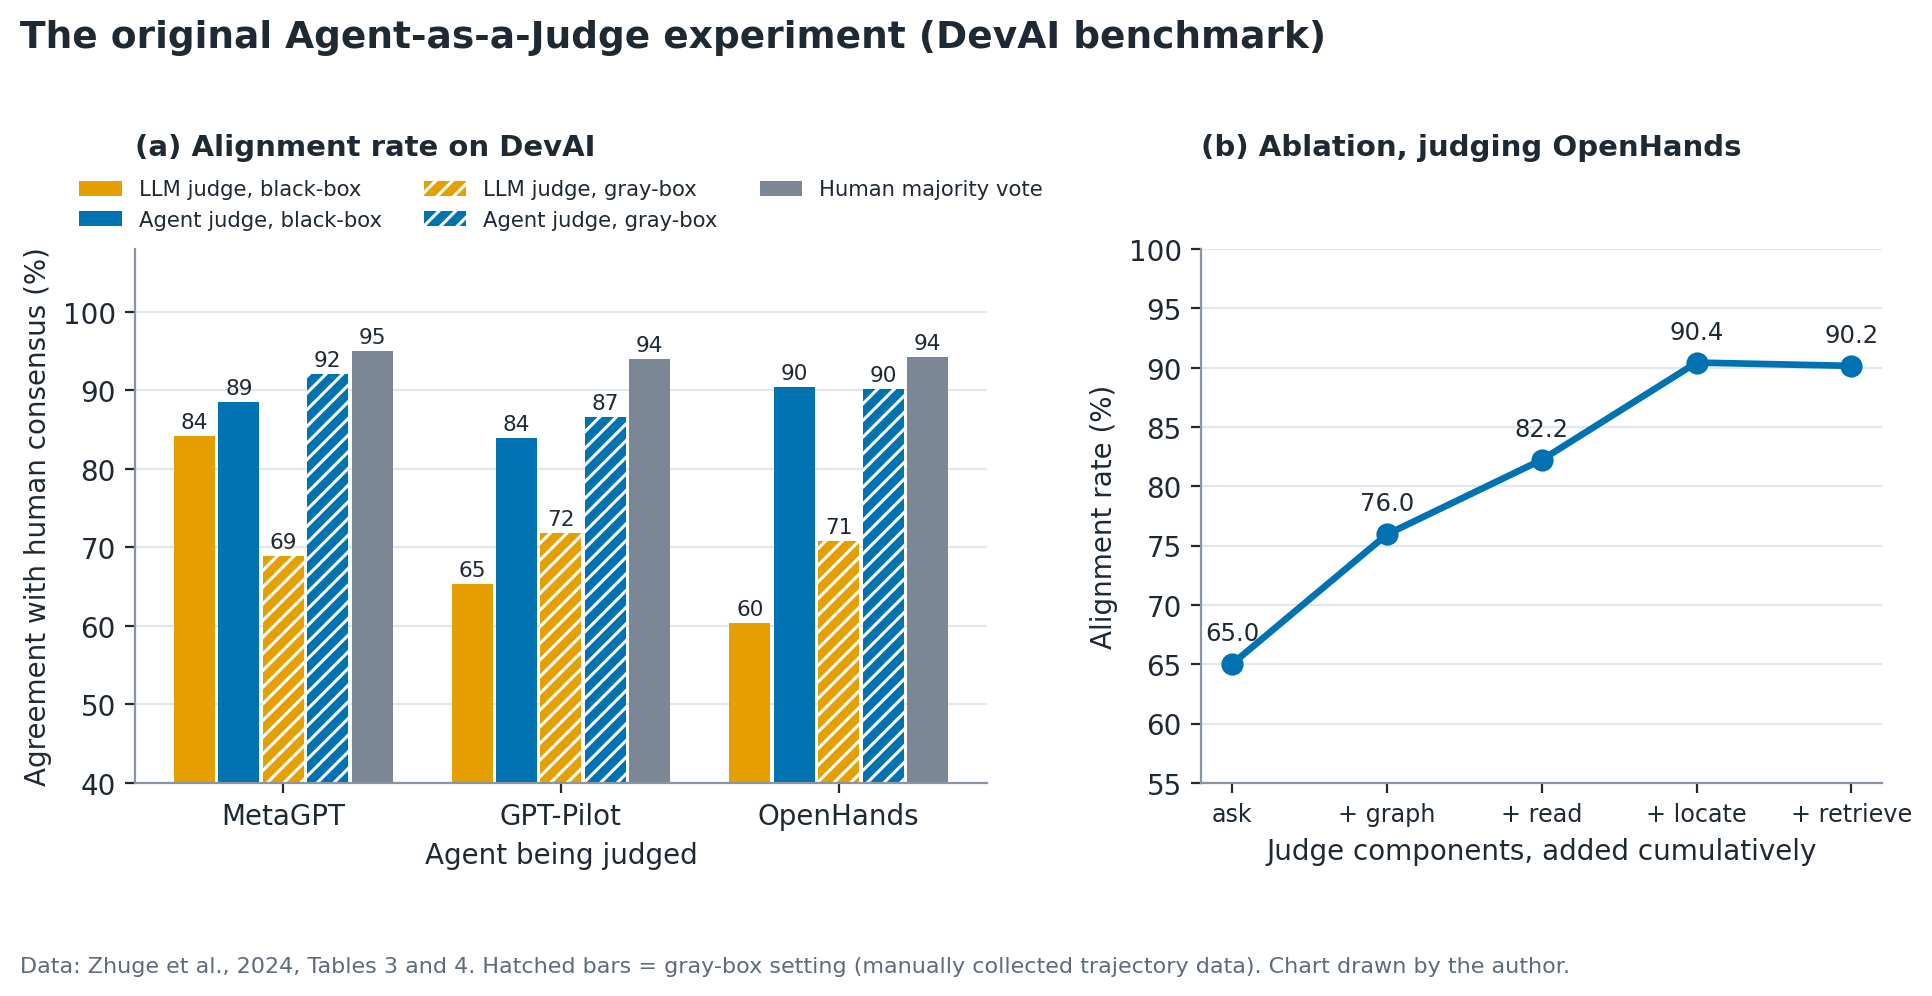 The original Agent-as-a-Judge experiment (DevAI benchmark)
(a) Alignment rate on DevAI
LLM judge, black-box
Agent judge, black-box
LLM judge, gray-box
Agent judge, gray-box
Human majority vote
Agreement with human consensus (%)
100
90
80
70
60
50
40
84
89
69
92
95
65
84
72
87
94
60
90
71
90
94
MetaGPT
GPT-Pilot
OpenHands
Agent being judged
(b) Ablation, judging OpenHands
Alignment rate (%)
100
95
90
85
80
75
70
65
60
55
65.0
76.0
82.2
90.4
90.2
ask
+ graph
+ read
+ locate
+ retrieve
Judge components, added cumulatively
Data: Zhuge et al., 2024, Tables 3 and 4. Hatched bars = gray-box setting (manually collected trajectory data). Chart drawn by the author.